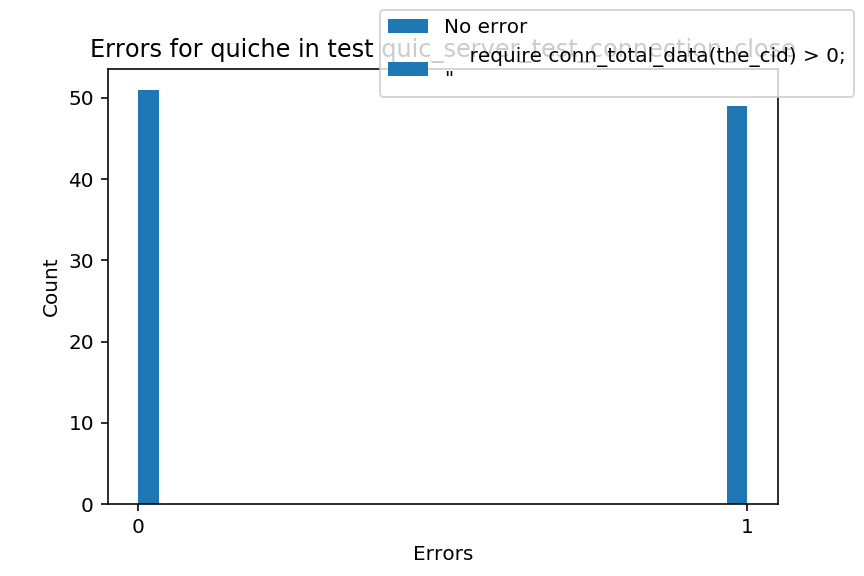 Errors for quiche in test quic_server_test_connection_close
No error
require conn_total_data(the_cid) > 0;
"
50
40
30
20
10
0
Count
0 1
Errors